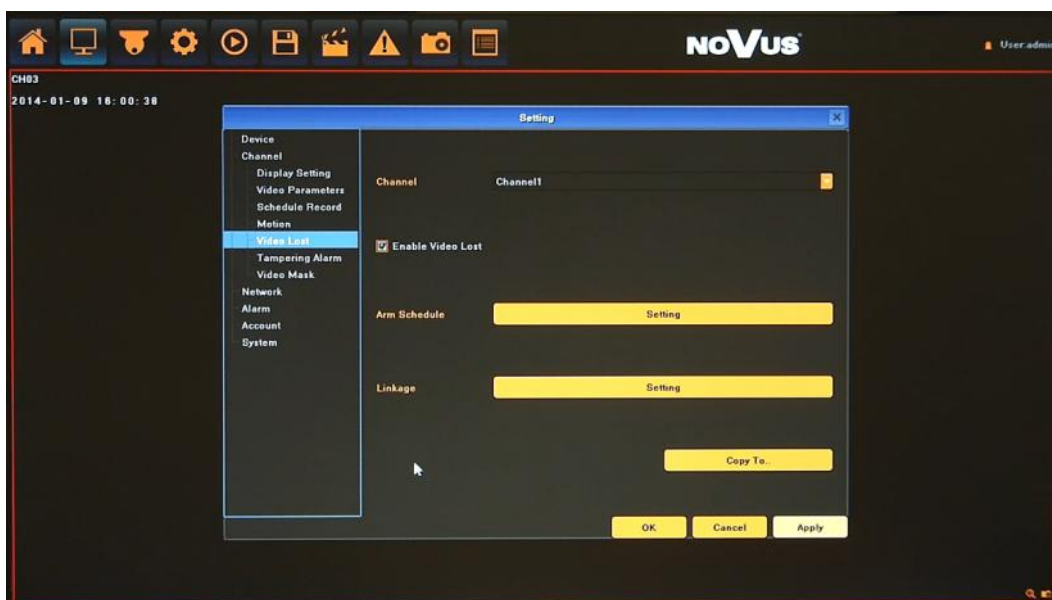 NOVUS
User:admin
CH03
2014-01-09 16:00:38
Setting
Device
Channel
Display Setting
Video Parameters
Schedule Record
Motion
Video Lost
Tampering Alarm
Video Mask
Network
Alarm
Account
System
Channel Channel1
Enable Video Lost
Arm Schedule Setting
Linkage Setting
Copy To..
OK Cancel Apply